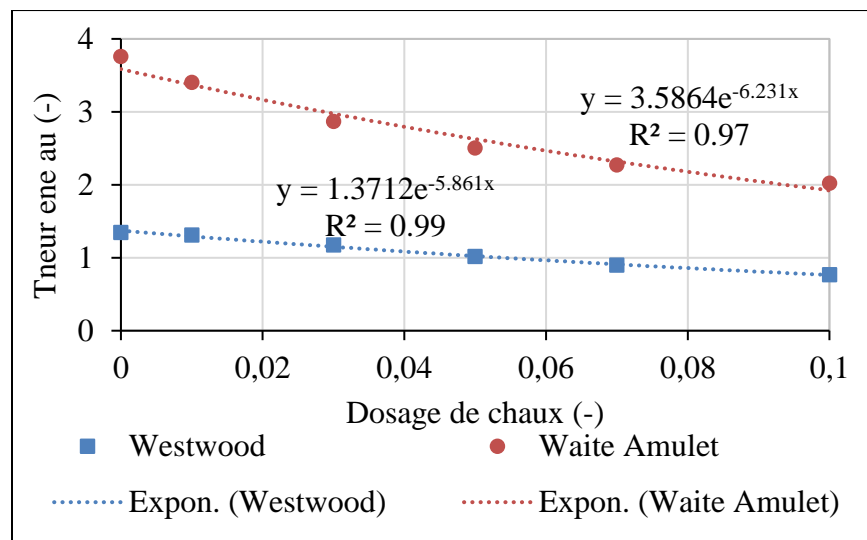 4
3
2
1
0
Tneur ene au (-)
y = 3.5864e^-6.231x
R² = 0.97
y = 1.3712e^-5.861x
R² = 0.99
0 0,02 0,04 0,06 0,08 0,1
Dosage de chaux (-)
Westwood Waite Amulet
Expon. (Westwood) Expon. (Waite Amulet)